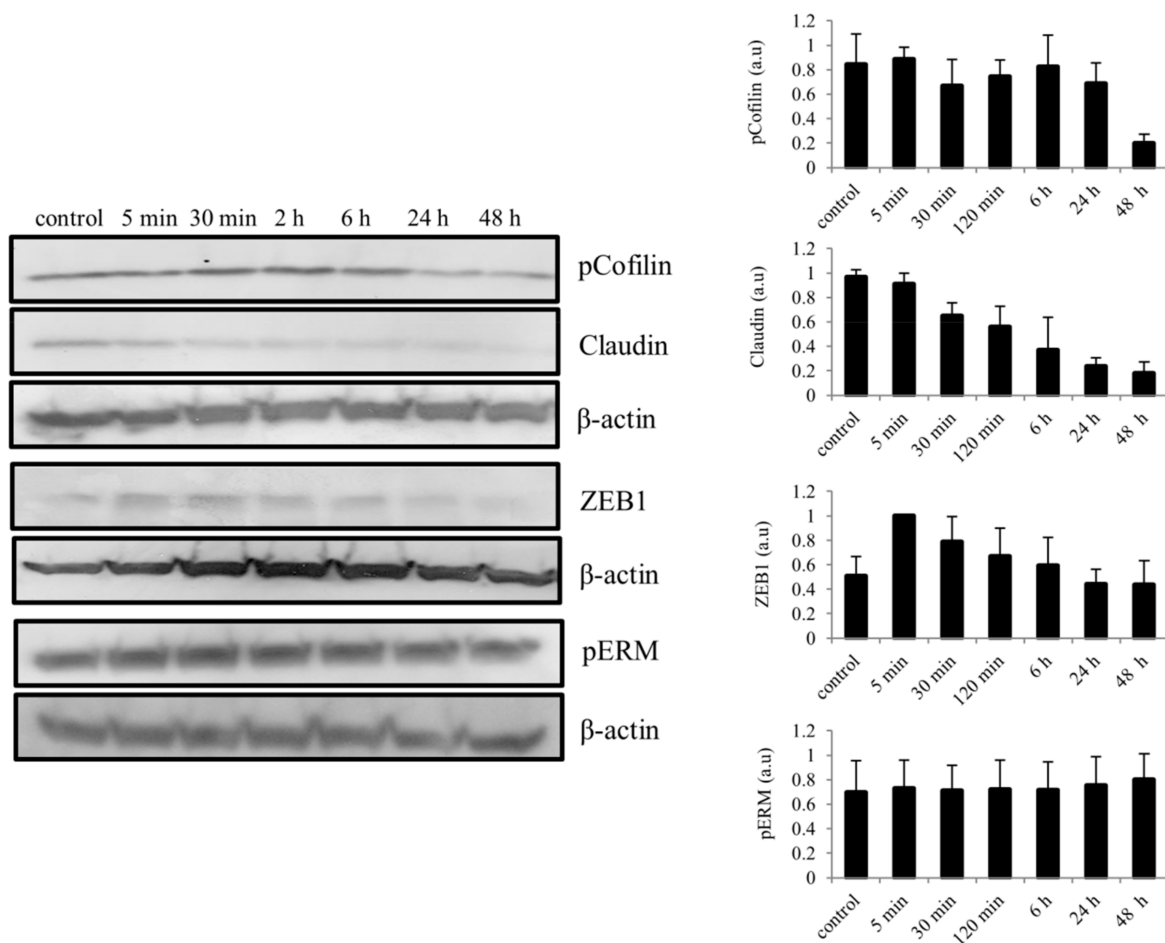 control 5 min 30 min 2 h 6 h 24 h 48 h
pCofilin
Claudin
β-actin
ZEB1
β-actin
pERM
β-actin
pCofilin (a.u)
1.2
1
0.8
0.6
0.4
0.2
0
control 5 min 30 min 120 min 6 h 24 h 48 h
Claudin (a.u)
1.2
1
0.8
0.6
0.4
0.2
0
control 5 min 30 min 120 min 6 h 24 h 48 h
ZEB1 (a.u)
1.2
1
0.8
0.6
0.4
0.2
0
control 5 min 30 min 120 min 6 h 24 h 48 h
pERM (a.u)
1.2
1
0.8
0.6
0.4
0.2
0
control 5 min 30 min 120 min 6 h 24 h 48 h